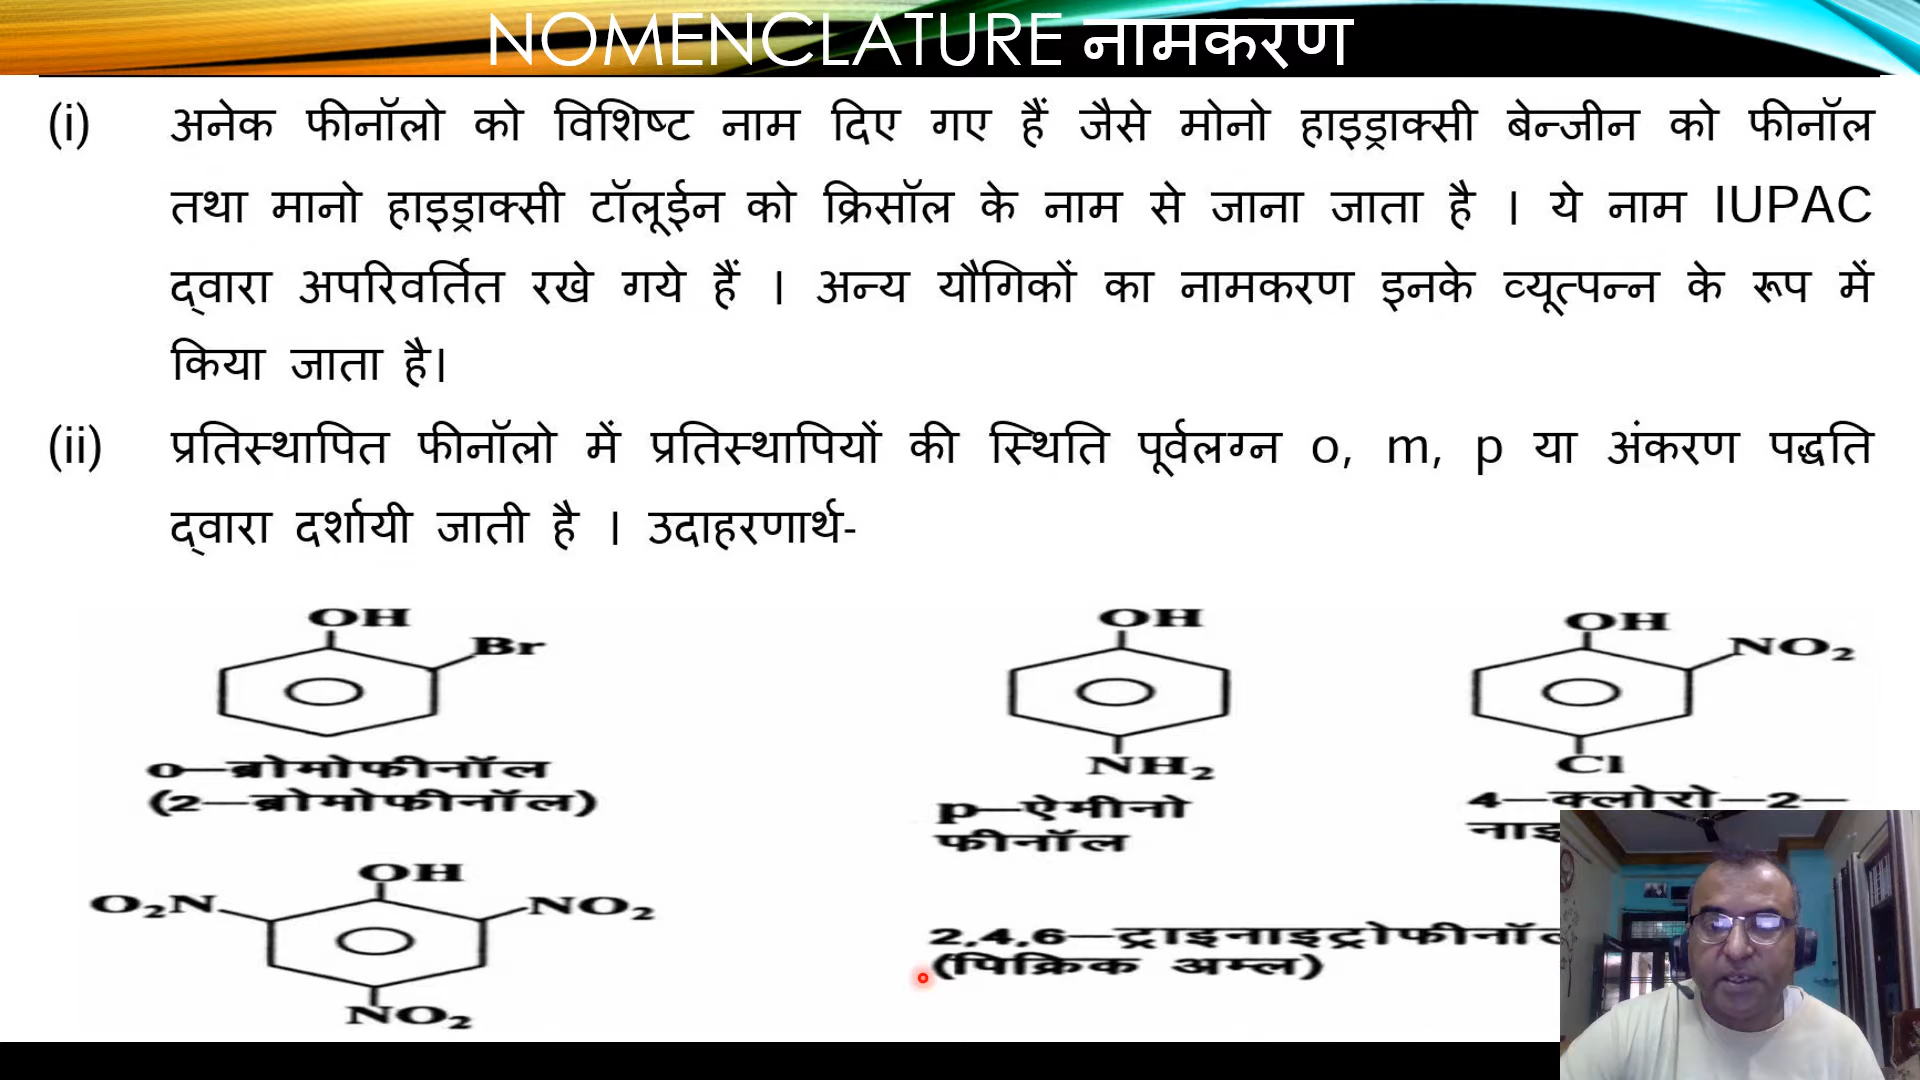 NOMENCLATURE नामकरण
(i) अनेक फीनॉलो को विशिष्ट नाम दिए गए हैं जैसे मोनो हाइड्राक्सी बेन्जीन को फीनॉल
तथा मानो हाइड्राक्सी टॉलूईन को क्रिसॉल के नाम से जाना जाता है । ये नाम IUPAC
द्वारा अपरिवर्तित रखे गये हैं । अन्य यौगिकों का नामकरण इनके व्यूत्पन्न के रूप में
किया जाता है।
(ii) प्रतिस्थापित फीनॉलो में प्रतिस्थापियों की स्थिति पूर्वलग्न o, m, p या अंकरण पद्धति
द्वारा दर्शायी जाती है । उदाहरणार्थ-
OH
Br
o—ब्रोमोफीनॉल
(2—ब्रोमोफीनॉल)
OH
NH₂
p—ऐमीनो
फीनॉल
OH
NO₂
Cl
4—क्लोरो—2—
OH
O₂N
NO₂
NO₂
2,4,6—ट्राइनाइट्रोफीनॉल
(पिक्रिक अम्ल)